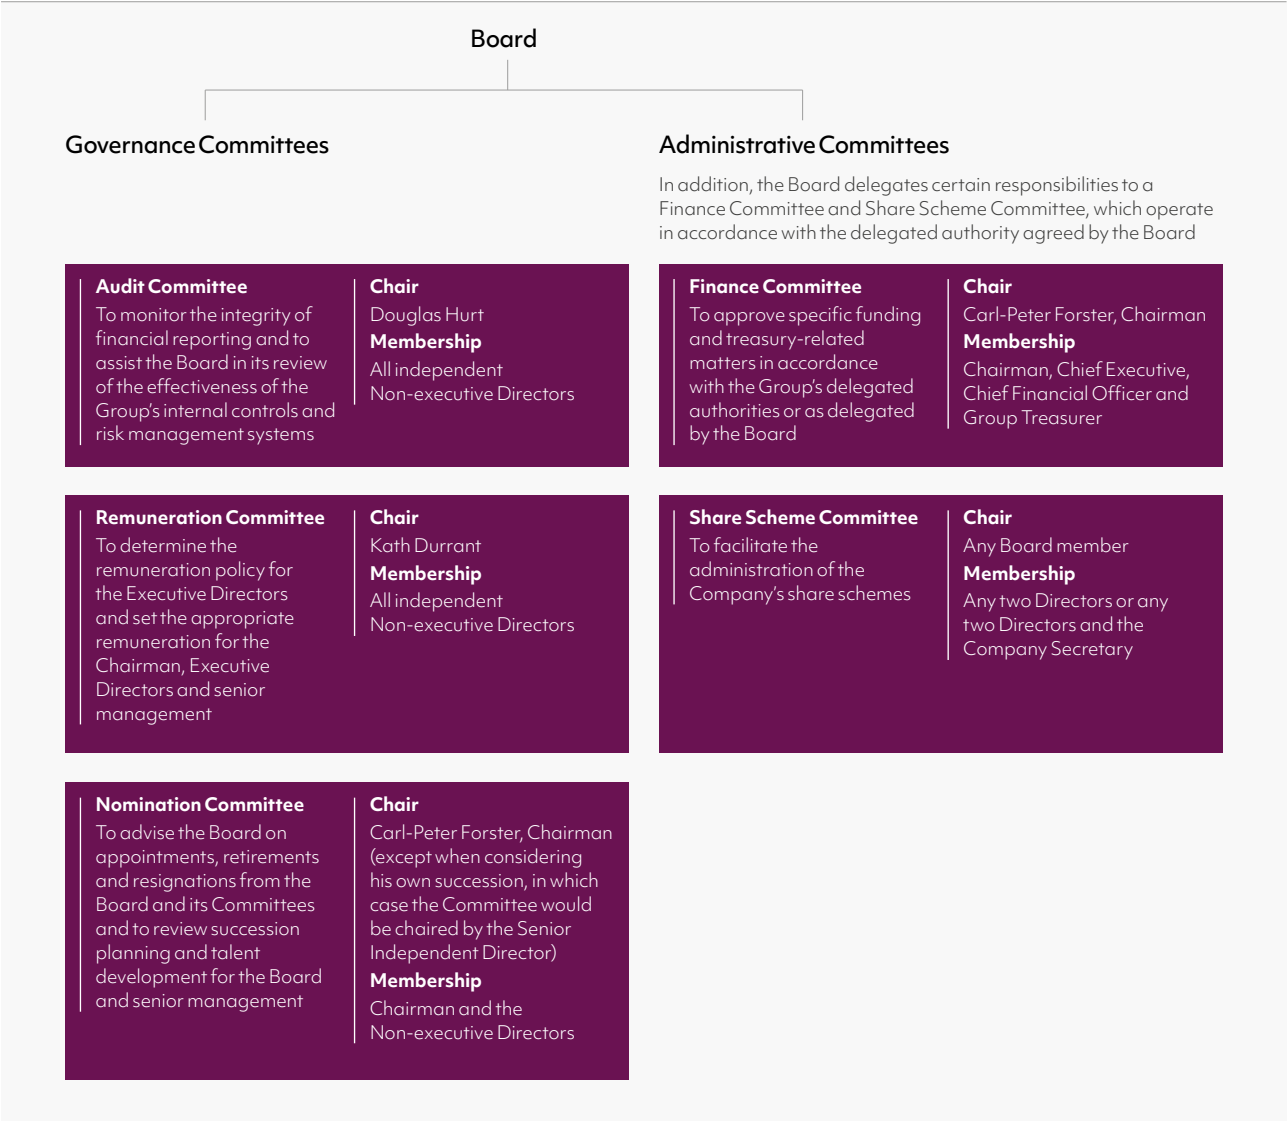 Board
Governance Committees
Administrative Committees
In addition, the Board delegates certain responsibilities to a
Finance Committee and Share Scheme Committee, which operate
in accordance with the delegated authority agreed by the Board
Audit Committee
To monitor the integrity of
financial reporting and to
assist the Board in its review
of the effectiveness of the
Group’s internal controls and
risk management systems
Chair
Douglas Hurt
Membership
All independent
Non-executive Directors
Finance Committee
To approve specific funding
and treasury-related
matters in accordance
with the Group’s delegated
authorities or as delegated
by the Board
Chair
Carl-Peter Forster, Chairman
Membership
Chairman, Chief Executive,
Chief Financial Officer and
Group Treasurer
Remuneration Committee
To determine the
remuneration policy for
the Executive Directors
and set the appropriate
remuneration for the
Chairman, Executive
Directors and senior
management
Chair
Kath Durrant
Membership
All independent
Non-executive Directors
Share Scheme Committee
To facilitate the
administration of the
Company’s share schemes
Chair
Any Board member
Membership
Any two Directors or any
two Directors and the
Company Secretary
Nomination Committee
To advise the Board on
appointments, retirements
and resignations from the
Board and its Committees
and to review succession
planning and talent
development for the Board
and senior management
Chair
Carl-Peter Forster, Chairman
(except when considering
his own succession, in which
case the Committee would
be chaired by the Senior
Independent Director)
Membership
Chairman and the
Non-executive Directors